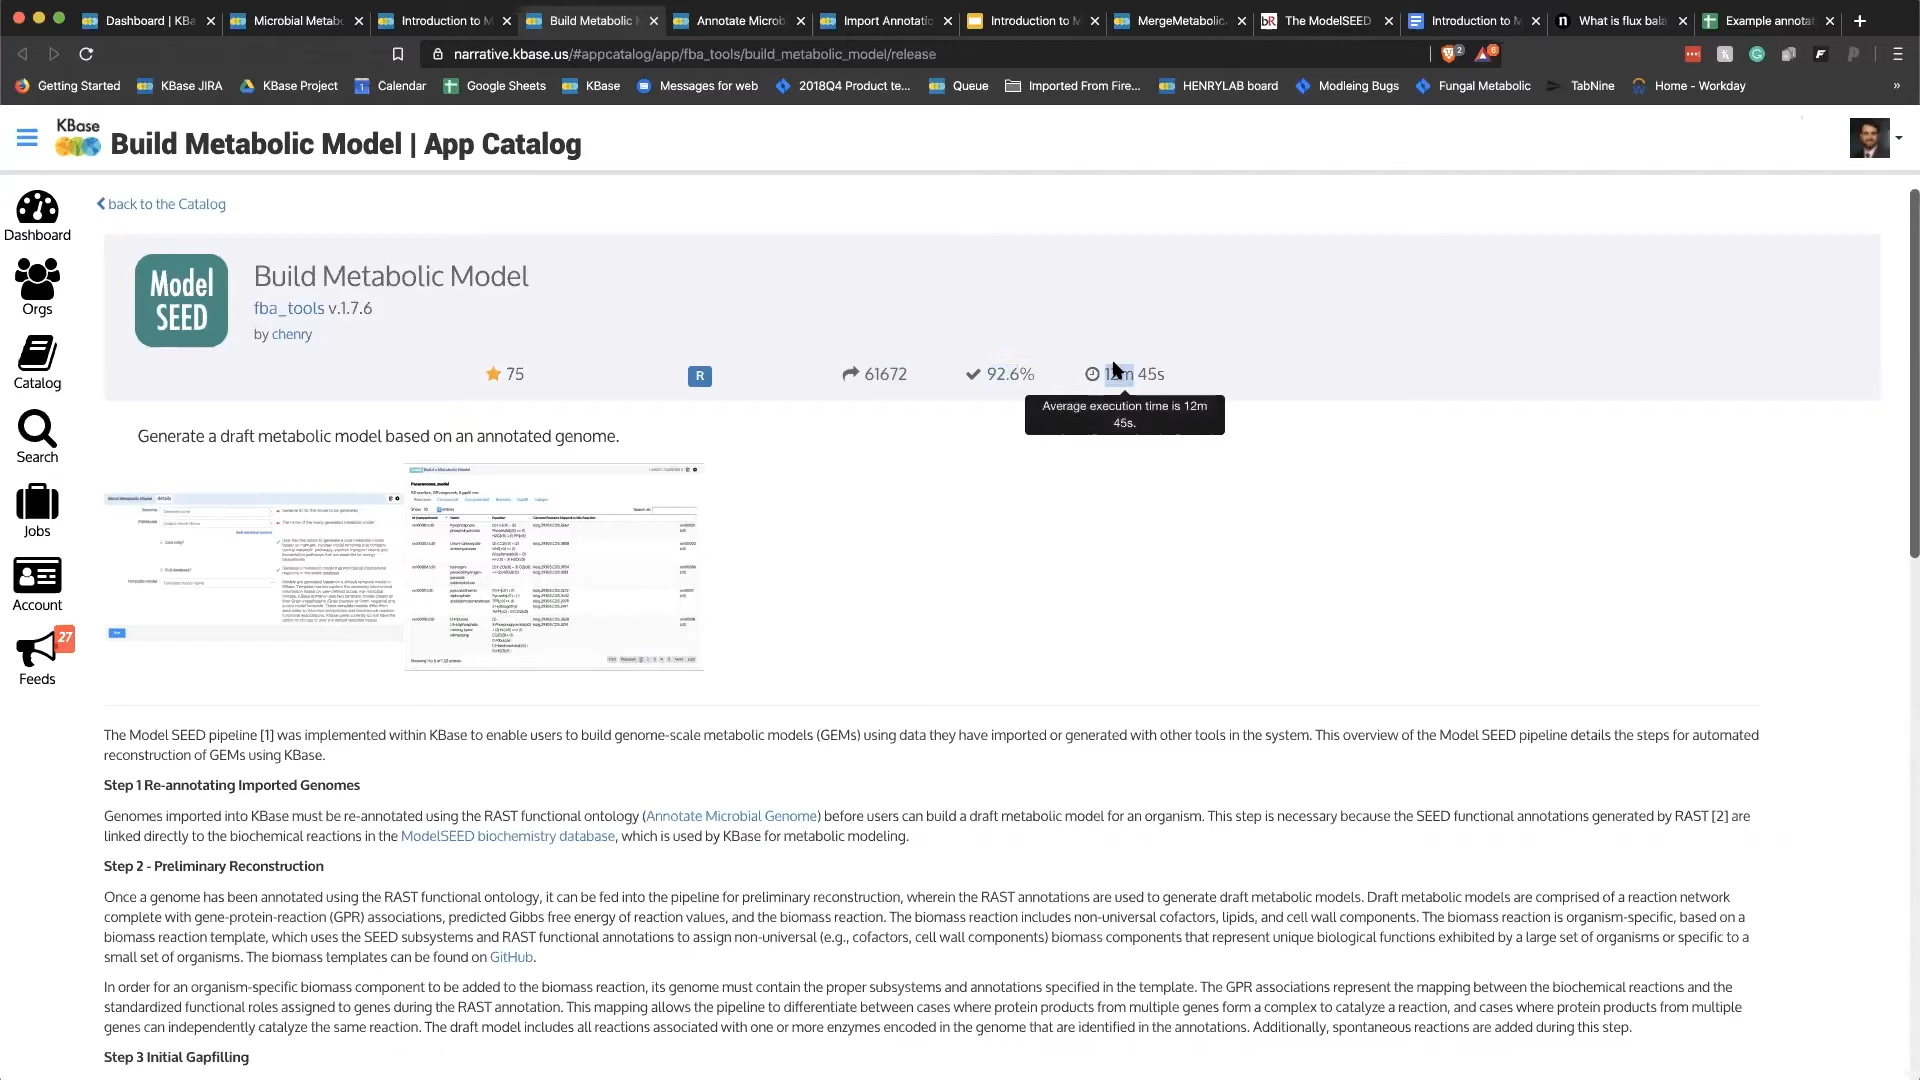 Dashboard | KBa
Microbial Metab
Introduction to M
Build Metabolic
Annotate Microb
Import Annotatio
Introduction to M
MergeMetabolic
The ModelSEED
Introduction to M
What is flux bala
Example annotat
narrative.kbase.us/#appcatalog/app/fba_tools/build_metabolic_model/release
Getting Started
KBase JIRA
KBase Project
Calendar
Google Sheets
KBase
Messages for web
2018Q4 Product te...
Queue
Imported From Fire...
HENRYLAB board
Modleing Bugs
Fungal Metabolic
TabNine
Home - Workday
KBase
Build Metabolic Model | App Catalog
back to the Catalog
Dashboard
Orgs
Catalog
Search
Jobs
Account
27
Feeds
Model
SEED
Build Metabolic Model
fba_tools v.1.7.6
by chenry
75
R
61672
92.6%
12m 45s
Average execution time is 12m
45s.
Generate a draft metabolic model based on an annotated genome.
The Model SEED pipeline [1] was implemented within KBase to enable users to build genome-scale metabolic models (GEMs) using data they have imported or generated with other tools in the system. This overview of the Model SEED pipeline details the steps for automated
reconstruction of GEMs using KBase.
Step 1 Re-annotating Imported Genomes
Genomes imported into KBase must be re-annotated using the RAST functional ontology (Annotate Microbial Genome) before users can build a draft metabolic model for an organism. This step is necessary because the SEED functional annotations generated by RAST [2] are
linked directly to the biochemical reactions in the ModelSEED biochemistry database, which is used by KBase for metabolic modeling.
Step 2 - Preliminary Reconstruction
Once a genome has been annotated using the RAST functional ontology, it can be fed into the pipeline for preliminary reconstruction, wherein the RAST annotations are used to generate draft metabolic models. Draft metabolic models are comprised of a reaction network
complete with gene-protein-reaction (GPR) associations, predicted Gibbs free energy of reaction values, and the biomass reaction. The biomass reaction includes non-universal cofactors, lipids, and cell wall components. The biomass reaction is organism-specific, based on a
biomass reaction template, which uses the SEED subsystems and RAST functional annotations to assign non-universal (e.g., cofactors, cell wall components) biomass components that represent unique biological functions exhibited by a large set of organisms or specific to a
small set of organisms. The biomass templates can be found on GitHub.
In order for an organism-specific biomass component to be added to the biomass reaction, its genome must contain the proper subsystems and annotations specified in the template. The GPR associations represent the mapping between the biochemical reactions and the
standardized functional roles assigned to genes during the RAST annotation. This mapping allows the pipeline to differentiate between cases where protein products from multiple genes form a complex to catalyze a reaction, and cases where protein products from multiple
genes can independently catalyze the same reaction. The draft model includes all reactions associated with one or more enzymes encoded in the genome that are identified in the annotations. Additionally, spontaneous reactions are added during this step.
Step 3 Initial Gapfilling